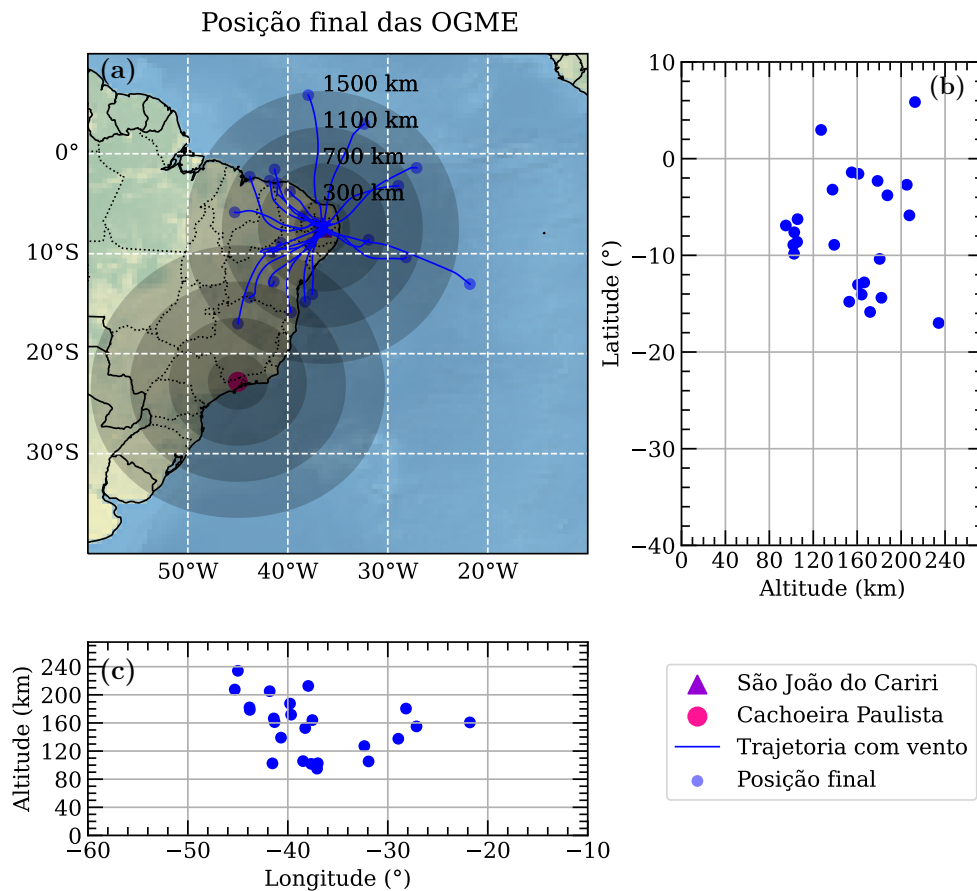 Posição final das OGME
(a)
1500 km
1100 km
700 km
300 km
0°
10°S
20°S
30°S
50°W
40°W
30°W
20°W
(b)
10
0
−10
−20
−30
−40
Latitude (°)
0
40
80
120
160
200
240
Altitude (km)
(c)
240
200
160
120
80
40
0
Altitude (km)
−60
−50
−40
−30
−20
−10
Longitude (°)
São João do Cariri
Cachoeira Paulista
Trajetoria com vento
Posição final